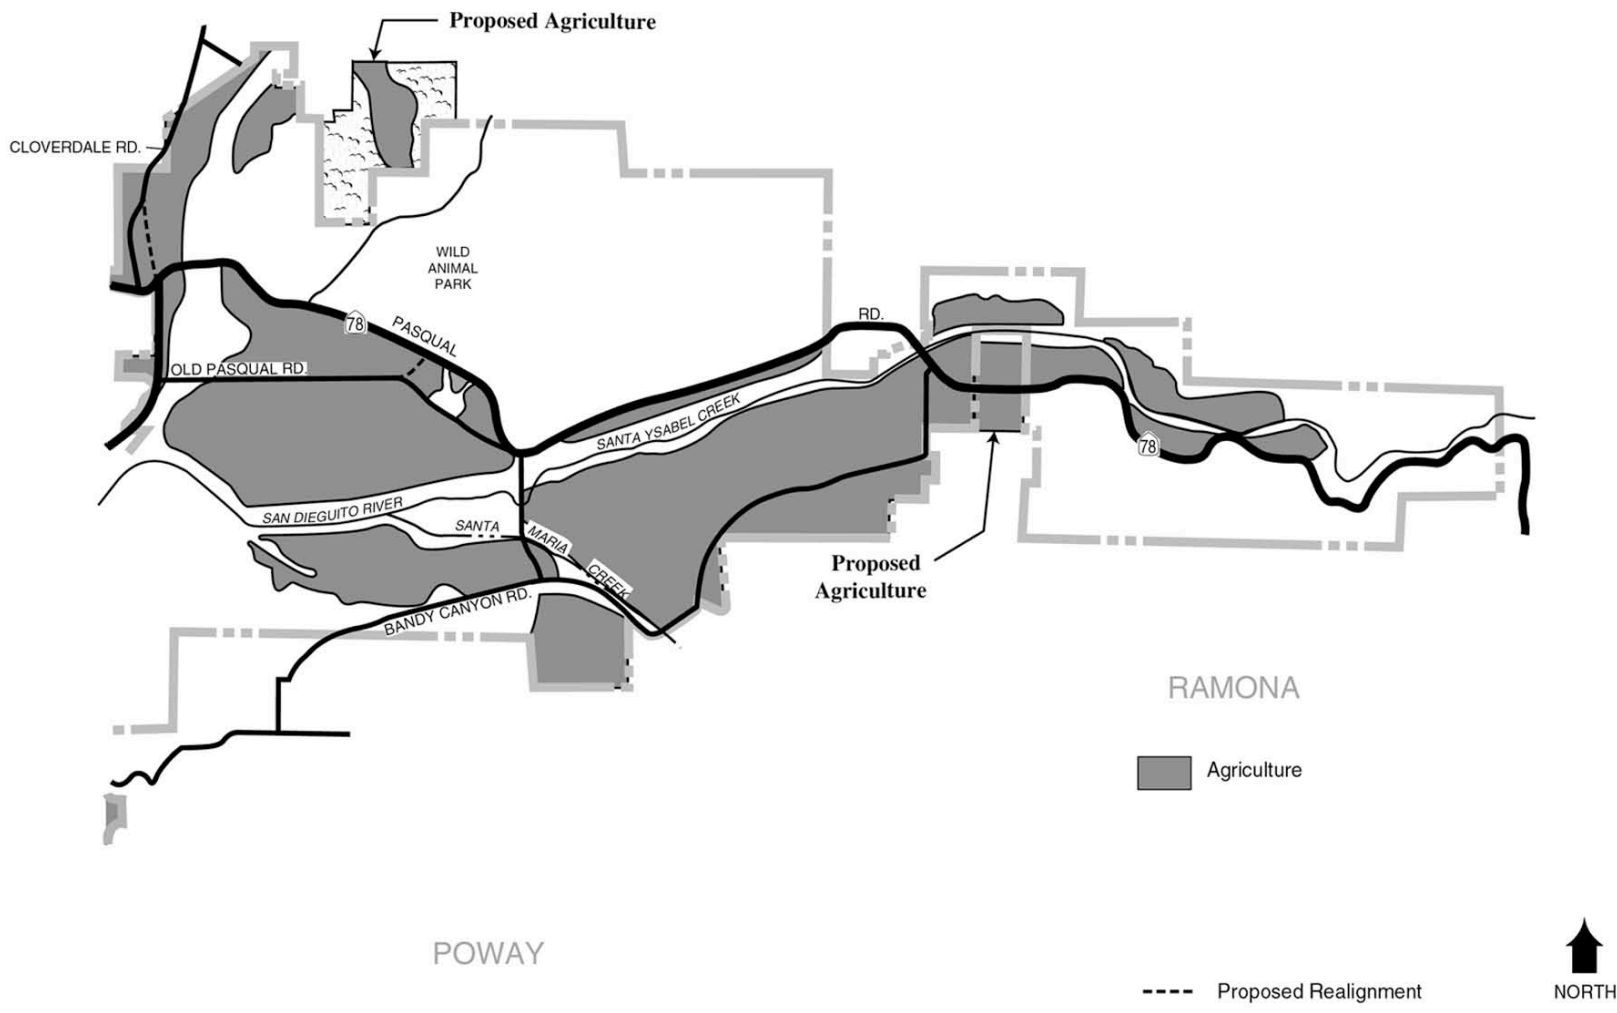 Proposed Agriculture
CLOVERDALE RD.
WILD
ANIMAL
PARK
78
PASQUAL
RD.
OLD PASQUAL RD.
SANTA YSABEL CREEK
78
SAN DIEGUITO RIVER
SANTA
MARIA
CREEK
Proposed
Agriculture
BANDY CANYON RD.
RAMONA
Agriculture
POWAY
Proposed Realignment
NORTH